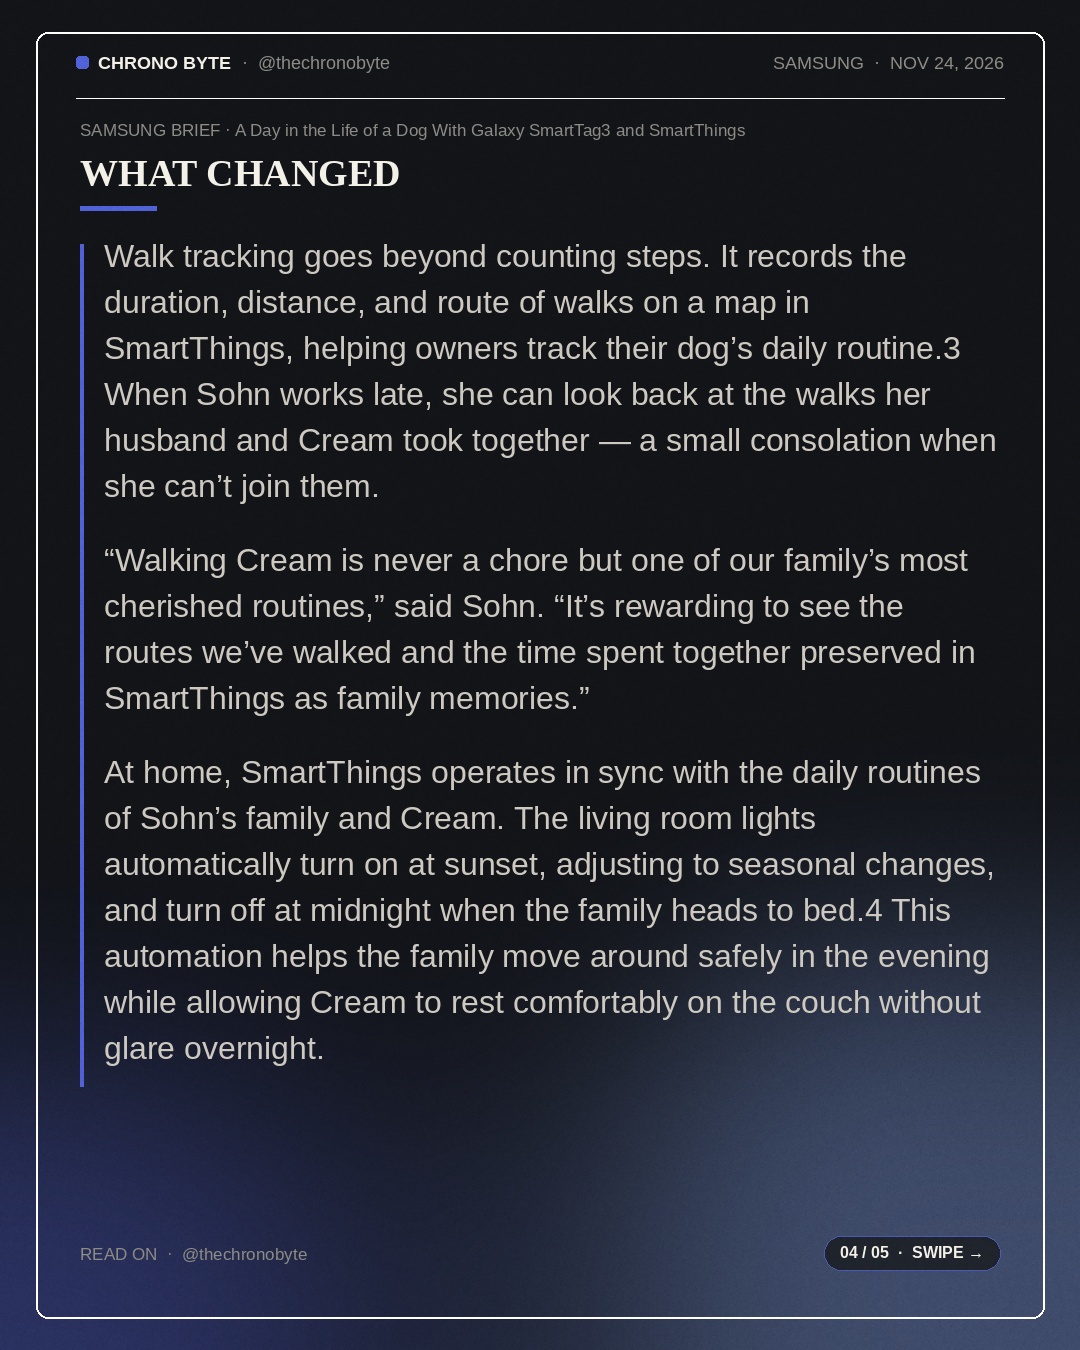 CHRONO BYTE · @thechronobyte
SAMSUNG · NOV 24, 2026
SAMSUNG BRIEF · A Day in the Life of a Dog With Galaxy SmartTag3 and SmartThings
WHAT CHANGED
Walk tracking goes beyond counting steps. It records the
duration, distance, and route of walks on a map in
SmartThings, helping owners track their dog’s daily routine.3
When Sohn works late, she can look back at the walks her
husband and Cream took together — a small consolation when
she can’t join them.
“Walking Cream is never a chore but one of our family’s most
cherished routines,” said Sohn. “It’s rewarding to see the
routes we’ve walked and the time spent together preserved in
SmartThings as family memories.”
At home, SmartThings operates in sync with the daily routines
of Sohn’s family and Cream. The living room lights
automatically turn on at sunset, adjusting to seasonal changes,
and turn off at midnight when the family heads to bed.4 This
automation helps the family move around safely in the evening
while allowing Cream to rest comfortably on the couch without
glare overnight.
READ ON · @thechronobyte
04 / 05 · SWIPE →